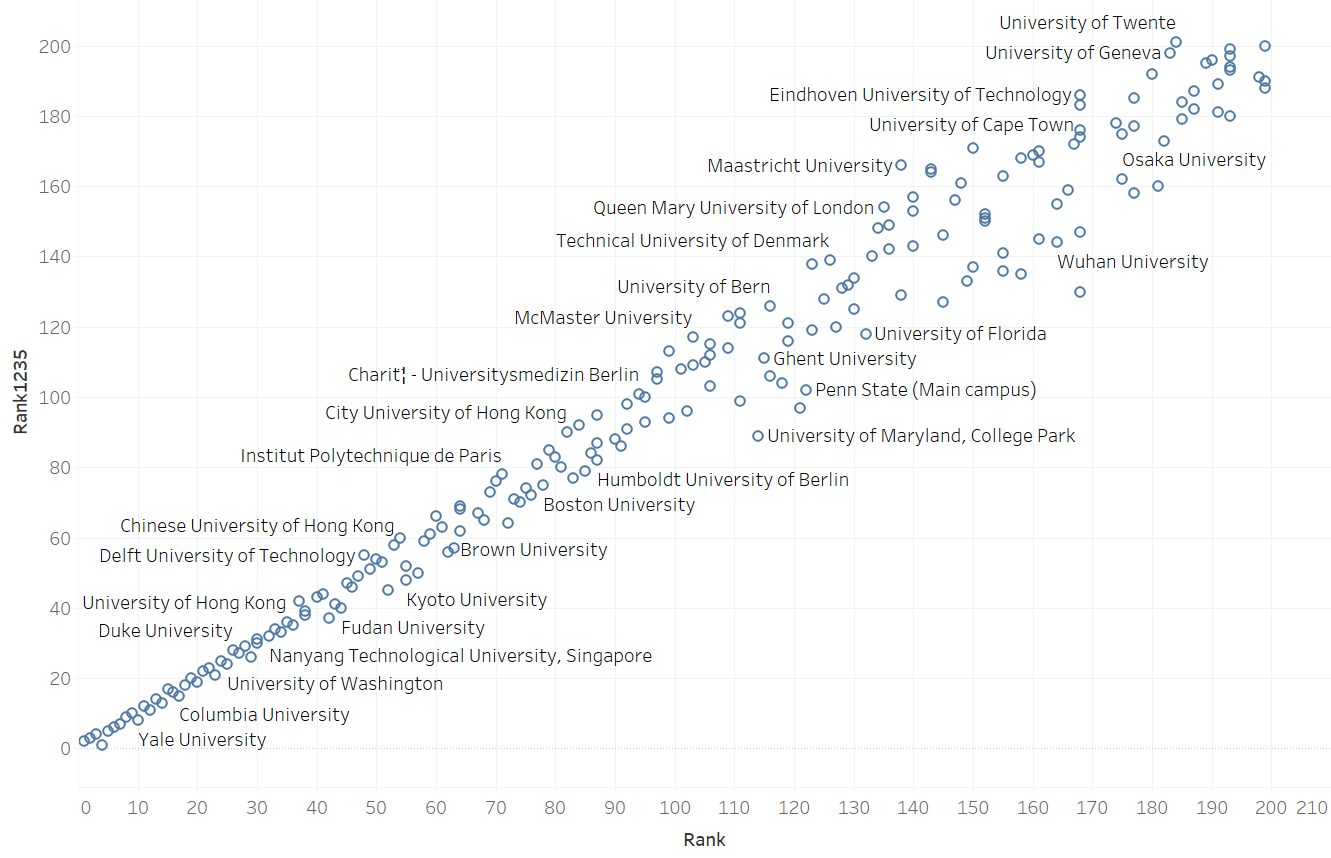 University of Twente
200
University of Geneva
Eindhoven University of Technology
180
University of Cape Town
160
Maastricht University
Osaka University
Queen Mary University of London
140
Technical University of Denmark
Wuhan University
University of Bern
120
McMaster University
University of Florida
Ghent University
Charit¦ - Universitysmedizin Berlin
100
Penn State (Main campus)
City University of Hong Kong
University of Maryland, College Park
80
Institut Polytechnique de Paris
Humboldt University of Berlin
Boston University
60
Chinese University of Hong Kong
Delft University of Technology
Brown University
40
University of Hong Kong
Kyoto University
Duke University
Fudan University
Nanyang Technological University, Singapore
20
University of Washington
Columbia University
0
Yale University
Rank1235
0 10 20 30 40 50 60 70 80 90 100 110 120 130 140 150 160 170 180 190 200 210
Rank